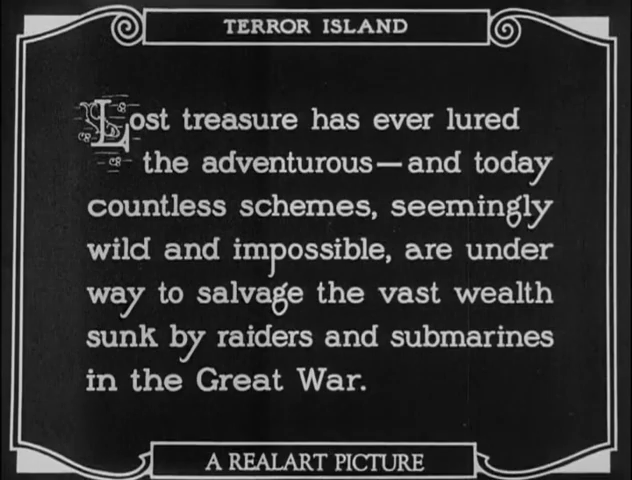 TERROR ISLAND
Lost treasure has ever lured
the adventurous—and today
countless schemes, seemingly
wild and impossible, are under
way to salvage the vast wealth
sunk by raiders and submarines
in the Great War.
A REALART PICTURE